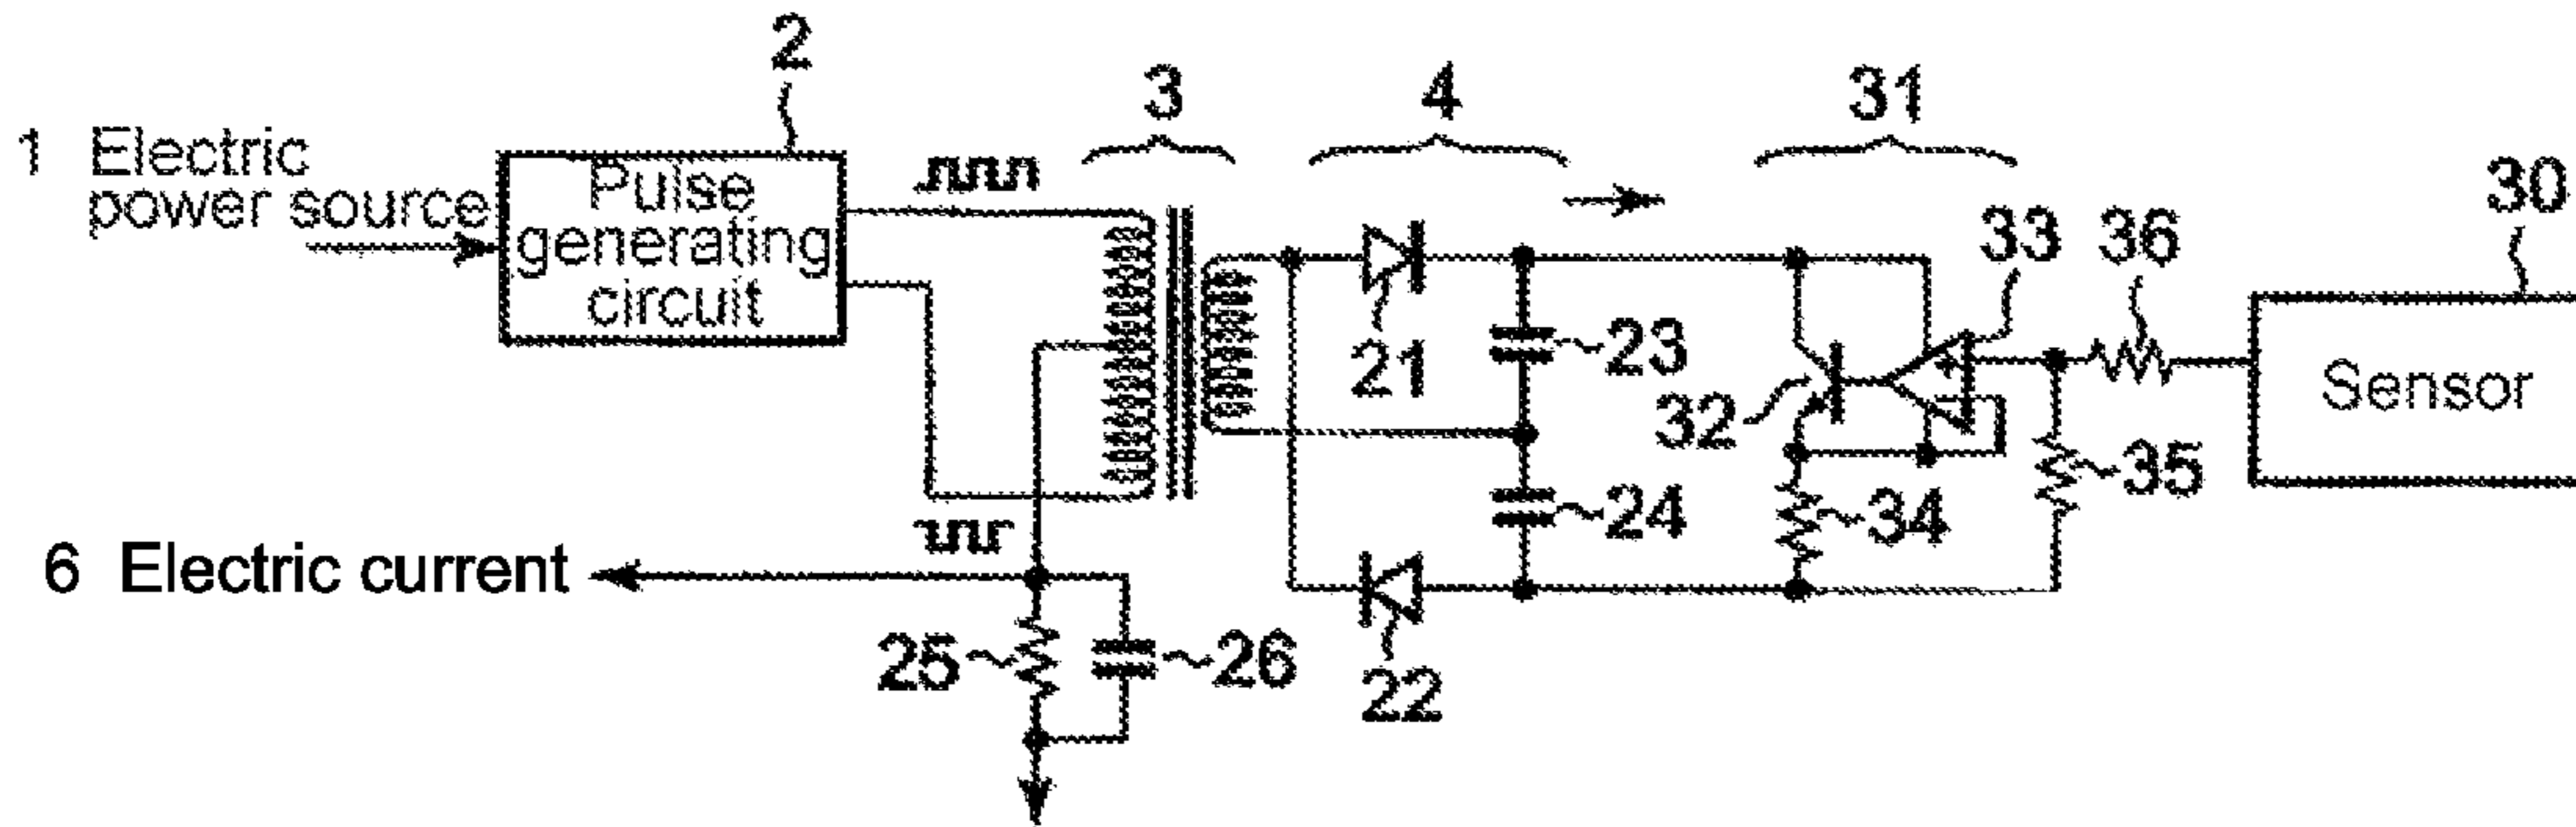 2
3
4
31
1 Electric
power source
Pulse
generating
circuit
30
33
36
21
23
32
Sensor
35
24
34
6 Electric current
25
26
22